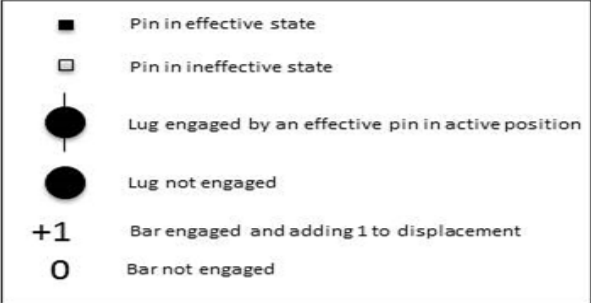 Pin in effective state
Pin in ineffective state
Lug engaged by an effective pin in active position
Lug not engaged
+1 Bar engaged and adding 1 to displacement
0 Bar not engaged